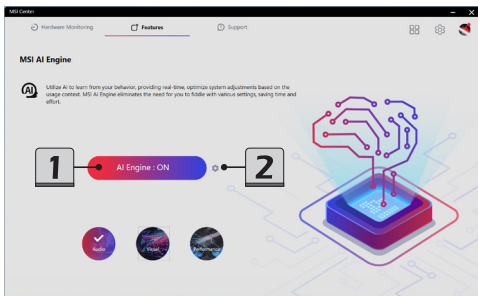 MSI Center
Hardware Monitoring
Features
Support
MSI AI Engine
AI
Utilize AI to learn from your behavior, providing real-time, optimize system adjustments based on the
usage context. MSI AI Engine eliminates the need for you to fiddle with various settings, saving time and
effort.
1
AI Engine : ON
2
Audio
Visual
Performance